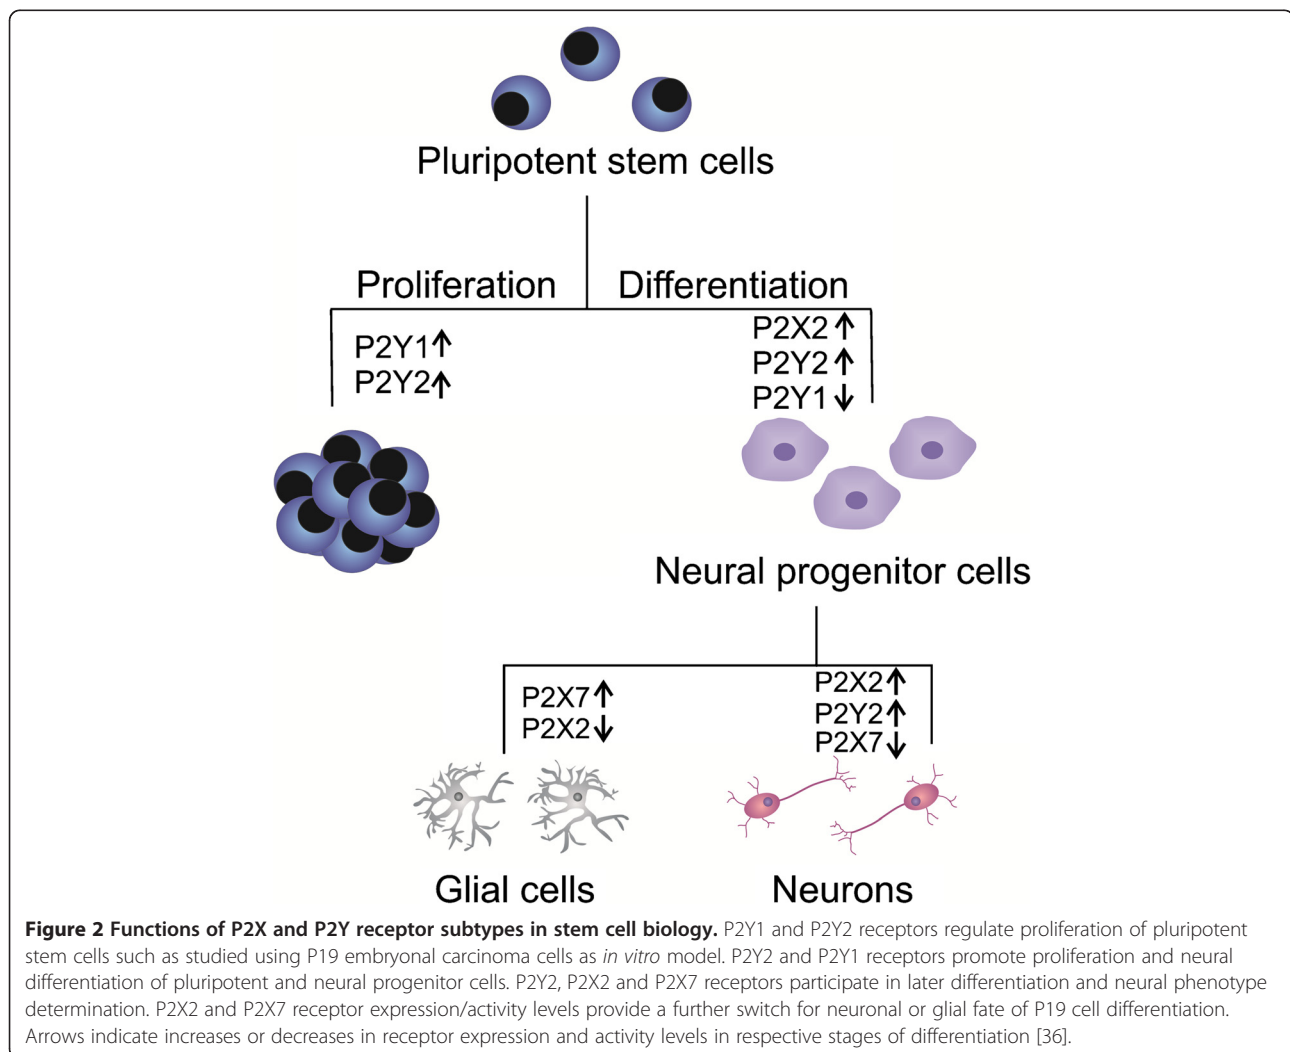 Pluripotent stem cells
Proliferation
Differentiation
P2Y1↑
P2Y2↑
P2X2↑
P2Y2↑
P2Y1↓
Neural progenitor cells
P2X7↑
P2X2↓
P2X2↑
P2Y2↑
P2X7↓
Glial cells
Neurons
Figure 2 Functions of P2X and P2Y receptor subtypes in stem cell biology. P2Y1 and P2Y2 receptors regulate proliferation of pluripotent
stem cells such as studied using P19 embryonal carcinoma cells as in vitro model. P2Y2 and P2Y1 receptors promote proliferation and neural
differentiation of pluripotent and neural progenitor cells. P2Y2, P2X2 and P2X7 receptors participate in later differentiation and neural phenotype
determination. P2X2 and P2X7 receptor expression/activity levels provide a further switch for neuronal or glial fate of P19 cell differentiation.
Arrows indicate increases or decreases in receptor expression and activity levels in respective stages of differentiation [36].